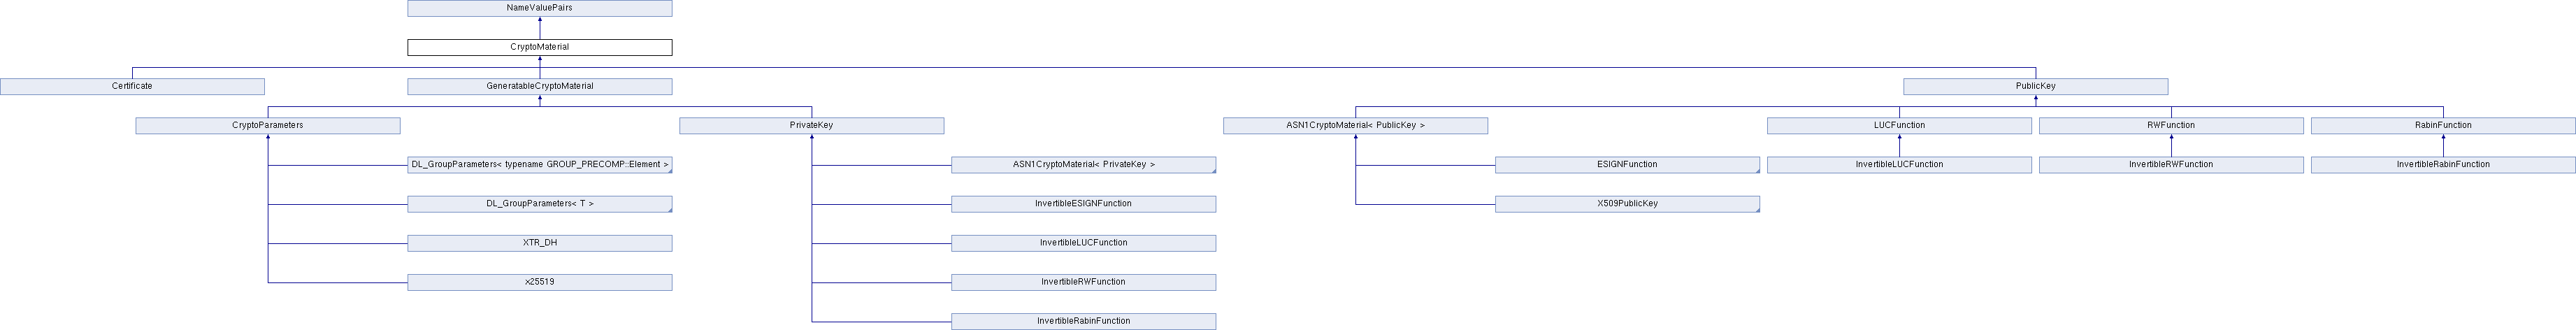 NameValuePairs
CryptoMaterial
Certificate
GeneratableCryptoMaterial
PublicKey
CryptoParameters
PrivateKey
ASN1CryptoMaterial< PublicKey >
LUCFunction
RWFunction
RabinFunction
DL_GroupParameters< typename GROUP_PRECOMP::Element >
ASN1CryptoMaterial< PrivateKey >
ESIGNFunction
InvertibleLUCFunction
InvertibleRWFunction
InvertibleRabinFunction
DL_GroupParameters< T >
InvertibleESIGNFunction
X509PublicKey
XTR_DH
InvertibleLUCFunction
x25519
InvertibleRWFunction
InvertibleRabinFunction